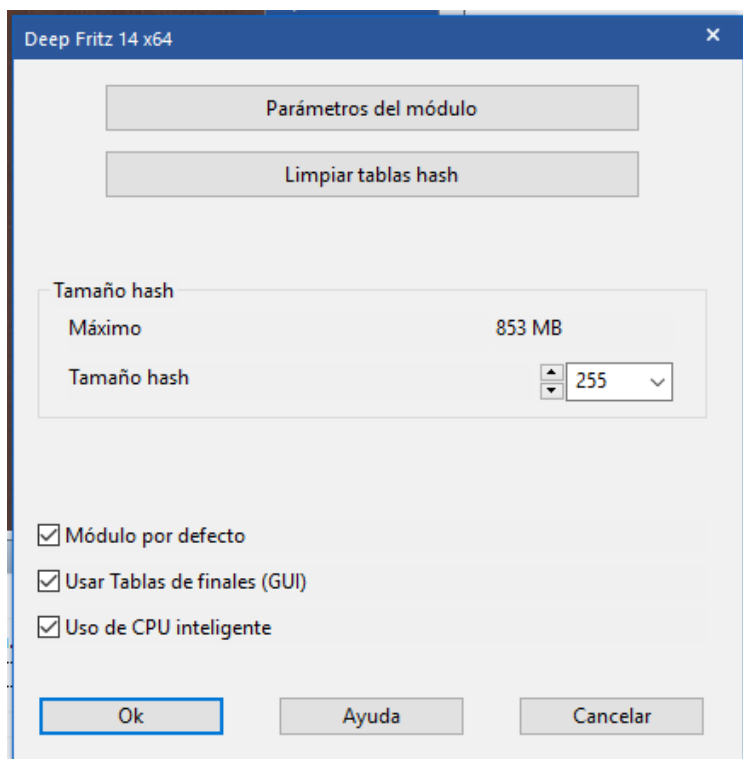 Deep Fritz 14 x64
Parámetros del módulo
Limpiar tablas hash
Tamaño hash
Máximo 853 MB
Tamaño hash 255
Módulo por defecto
Usar Tablas de finales (GUI)
Uso de CPU inteligente
Ok Ayuda Cancelar